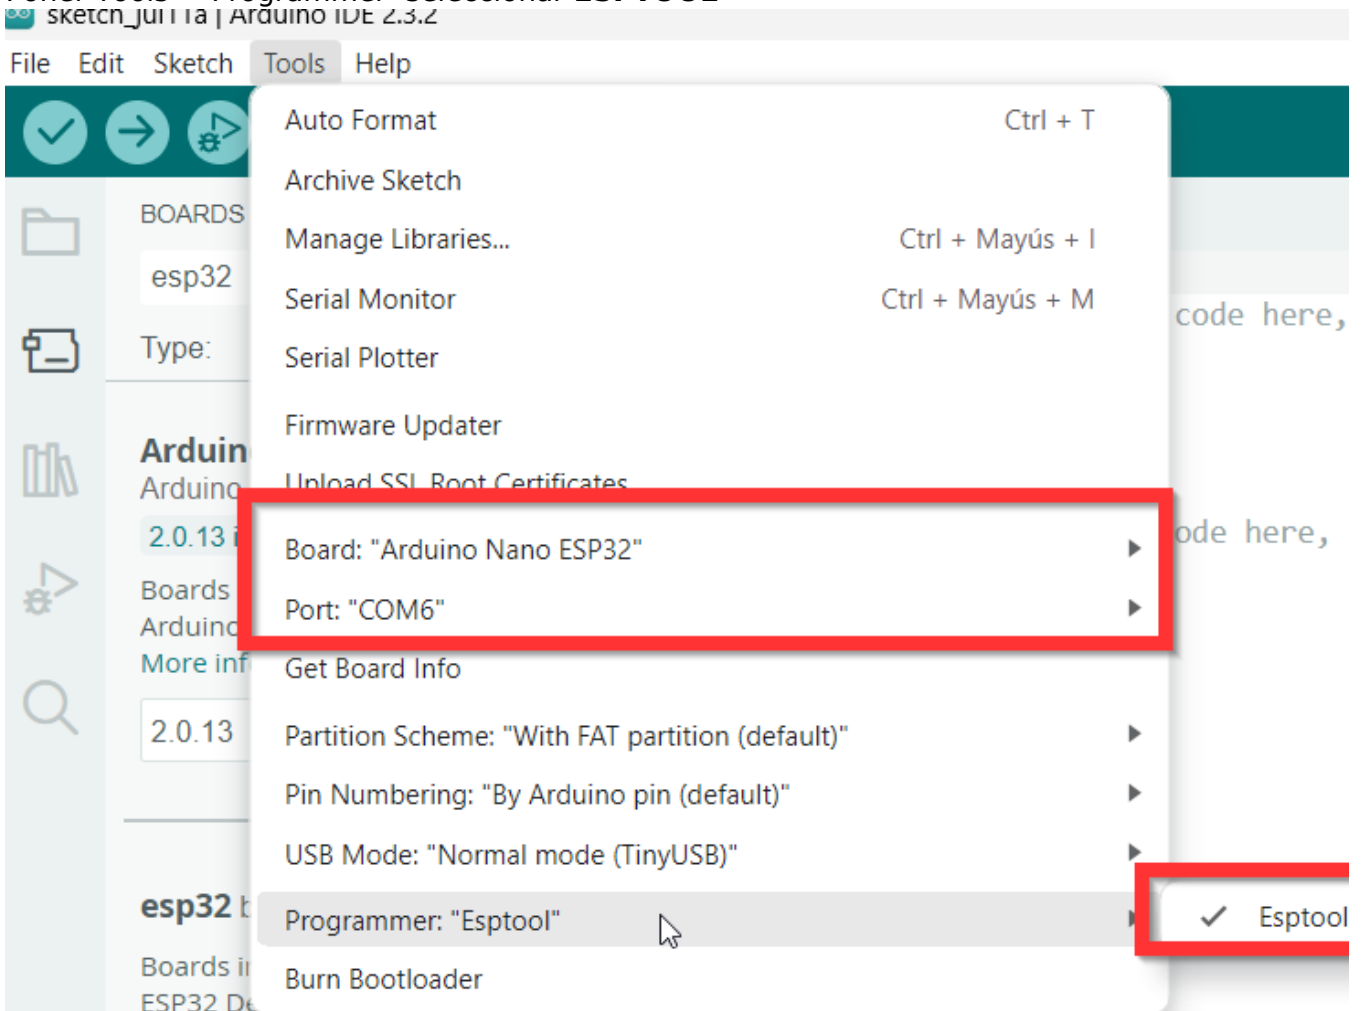 sketch_jul11a | Arduino IDE 2.3.2
File Edit Sketch Tools Help
Auto Format Ctrl + T
Archive Sketch
BOARDS
Manage Libraries... Ctrl + Mayús + I
esp32
Serial Monitor Ctrl + Mayús + M
code here,
Type:
Serial Plotter
Firmware Updater
Arduin
Arduino
Upload SSL Root Certificates
2.0.13 i
ode here,
Board: "Arduino Nano ESP32"
Boards
Port: "COM6"
Arduino
More inf
Get Board Info
2.0.13
Partition Scheme: "With FAT partition (default)"
Pin Numbering: "By Arduino pin (default)"
USB Mode: "Normal mode (TinyUSB)"
esp32 b
Programmer: "Esptool"
Esptool
Boards i
Burn Bootloader
ESP32 De